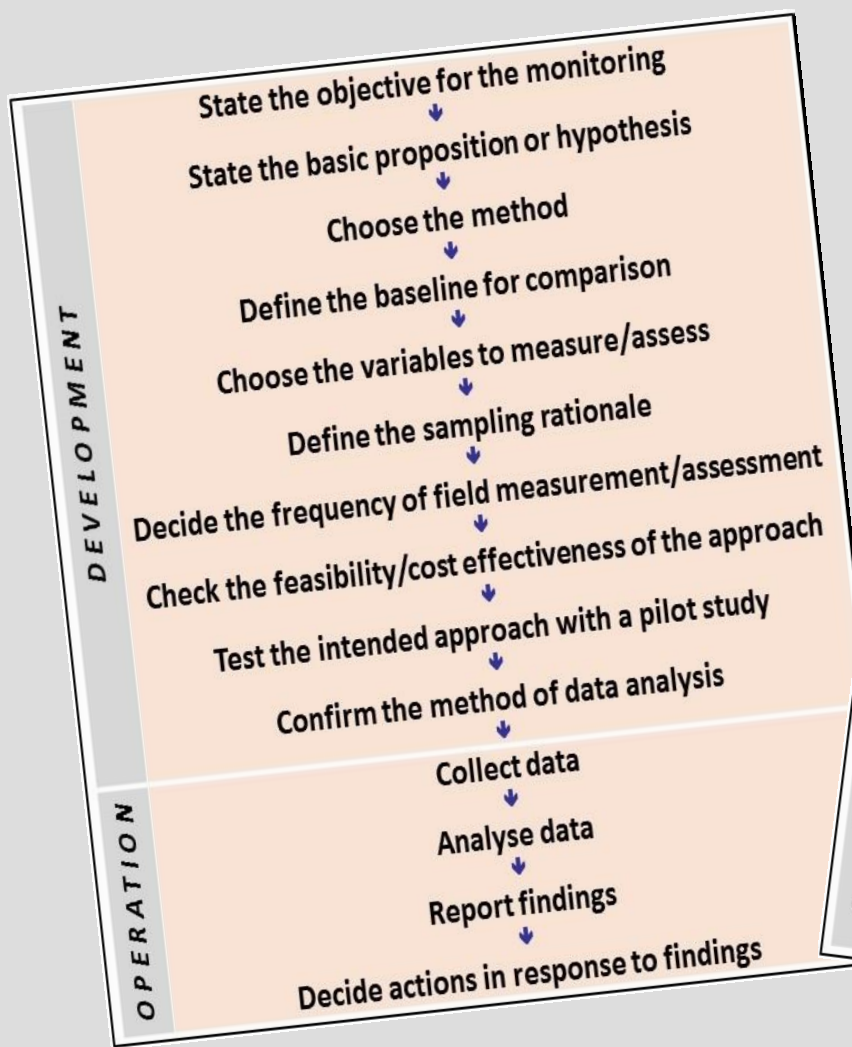 DEVELOPMENT
State the objective for the monitoring
State the basic proposition or hypothesis
Choose the method
Define the baseline for comparison
Choose the variables to measure/assess
Define the sampling rationale
Decide the frequency of field measurement/assessment
Check the feasibility/cost effectiveness of the approach
Test the intended approach with a pilot study
Confirm the method of data analysis
OPERATION
Collect data
Analyse data
Report findings
Decide actions in response to findings